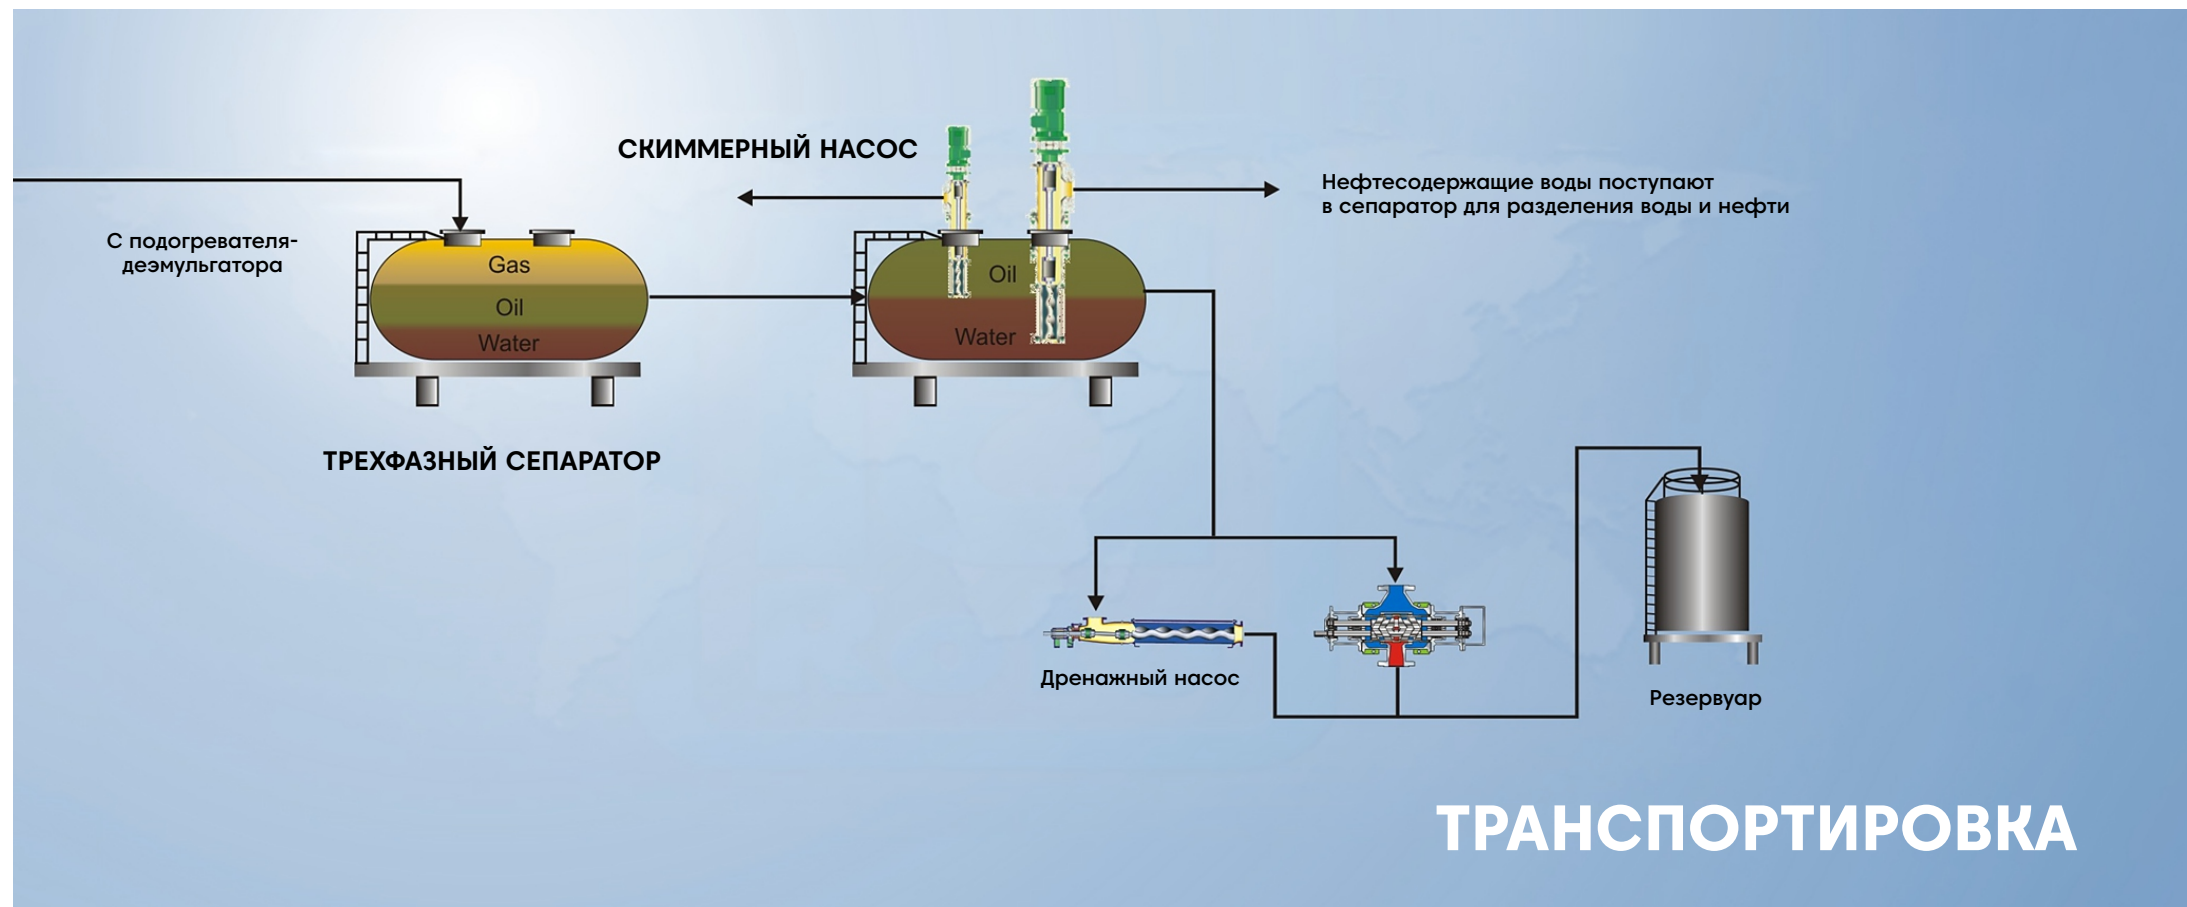 СКИММЕРНЫЙ НАСОС
Нефтесодержащие воды поступают
в сепаратор для разделения воды и нефти
С подогревателя-
деэмульгатора
Gas
Oil
Water
Oil
Water
ТРЕХФАЗНЫЙ СЕПАРАТОР
Дренажный насос
Резервуар
ТРАНСПОРТИРОВКА